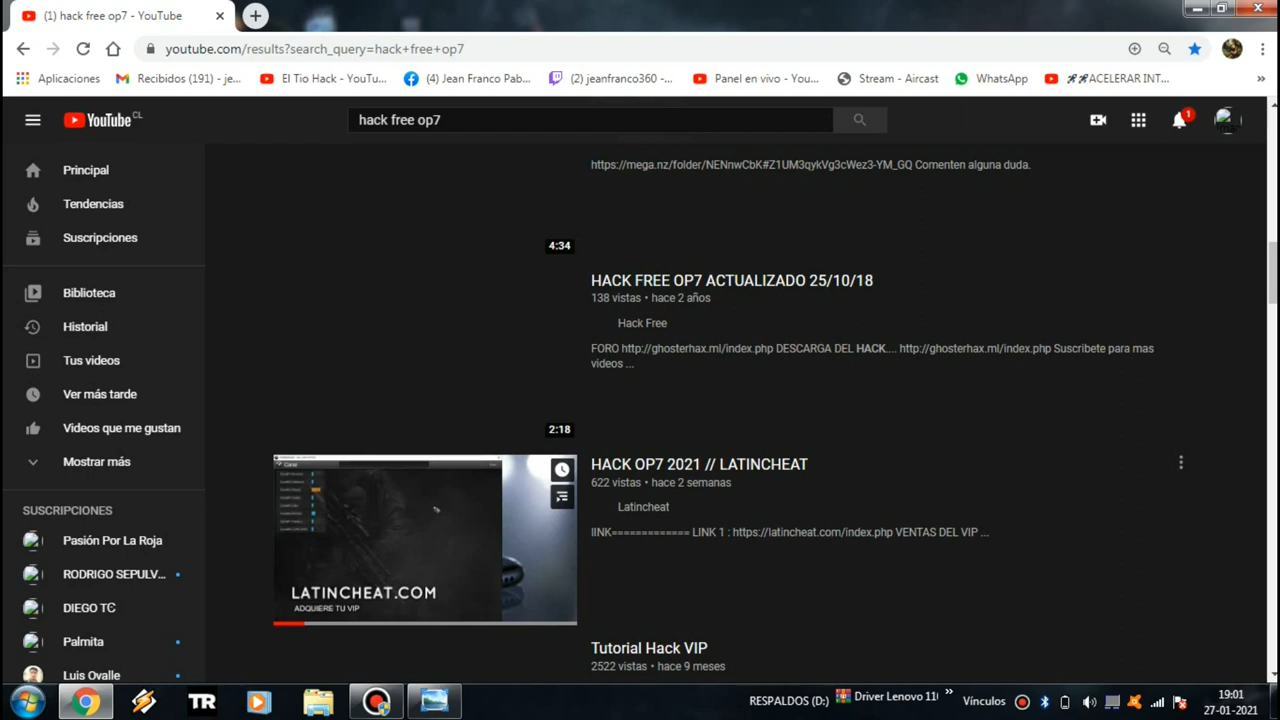 (1) hack free op7 - YouTube
youtube.com/results?search_query=hack+free+op7
Aplicaciones
Recibidos (191) - je...
El Tio Hack - YouTu...
(4) Jean Franco Pab...
(2) jeanfranco360 -...
Panel en vivo - You...
Stream - Aircast
WhatsApp
ACELERAR INT...
»
YouTube CL
hack free op7
1
Principal
Tendencias
Suscripciones
Biblioteca
Historial
Tus videos
Ver más tarde
Videos que me gustan
Mostrar más
SUSCRIPCIONES
Pasión Por La Roja
RODRIGO SEPULV...
DIEGO TC
Palmita
Luis Ovalle
https://mega.nz/folder/NENnwCbK#Z1UM3qykVg3cWez3-YM_GQ Comenten alguna duda.
4:34
HACK FREE OP7 ACTUALIZADO 25/10/18
138 vistas • hace 2 años
Hack Free
FORO http://ghosterhax.ml/index.php DESCARGA DEL HACK.... http://ghosterhax.ml/index.php Suscribete para mas
videos ...
2:18
HACK OP7 2021 // LATINCHEAT
622 vistas • hace 2 semanas
Latincheat
lINK============= LINK 1 : https://latincheat.com/index.php VENTAS DEL VIP ...
LATINCHEAT.COM
ADQUIERE TU VIP
Tutorial Hack VIP
2522 vistas • hace 9 meses
TR
RESPALDOS (D:)
Driver Lenovo 11(
»
Vínculos
19:01
27-01-2021